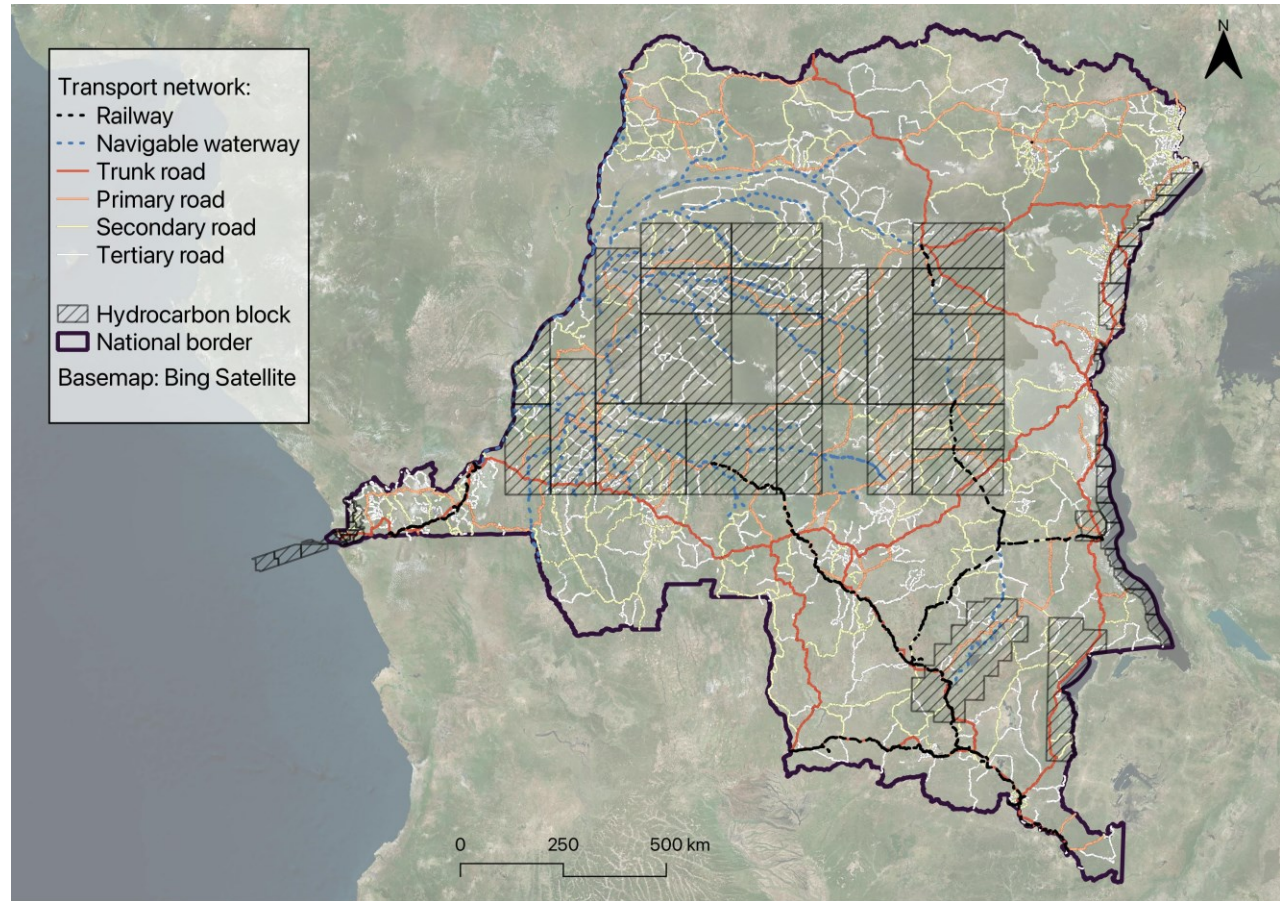 N
Transport network:
Railway
Navigable waterway
Trunk road
Primary road
Secondary road
Tertiary road
Hydrocarbon block
National border
Basemap: Bing Satellite
0 250 500 km